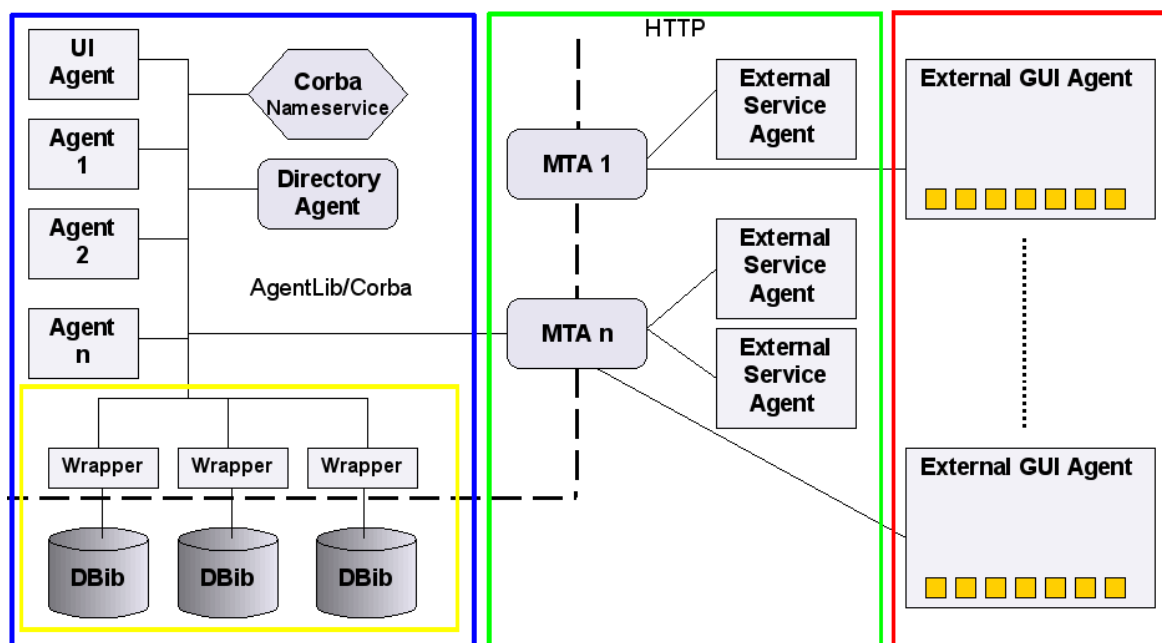 UI
Agent
Corba
Nameservice
Agent
1
Directory
Agent
Agent
2
AgentLib/Corba
Agent
n
Wrapper
Wrapper
Wrapper
DBib
DBib
DBib
HTTP
External
Service
Agent
MTA 1
External
Service
Agent
MTA n
External
Service
Agent
External GUI Agent
External GUI Agent